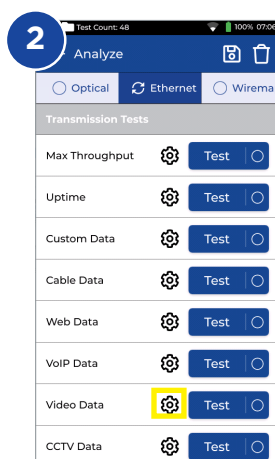 2
Test Count: 48
100% 07:06
Analyze
Optical
Ethernet
Wirema
Transmission Tests
Max Throughput Test
Uptime Test
Custom Data Test
Cable Data Test
Web Data Test
VoIP Data Test
Video Data Test
CCTV Data Test